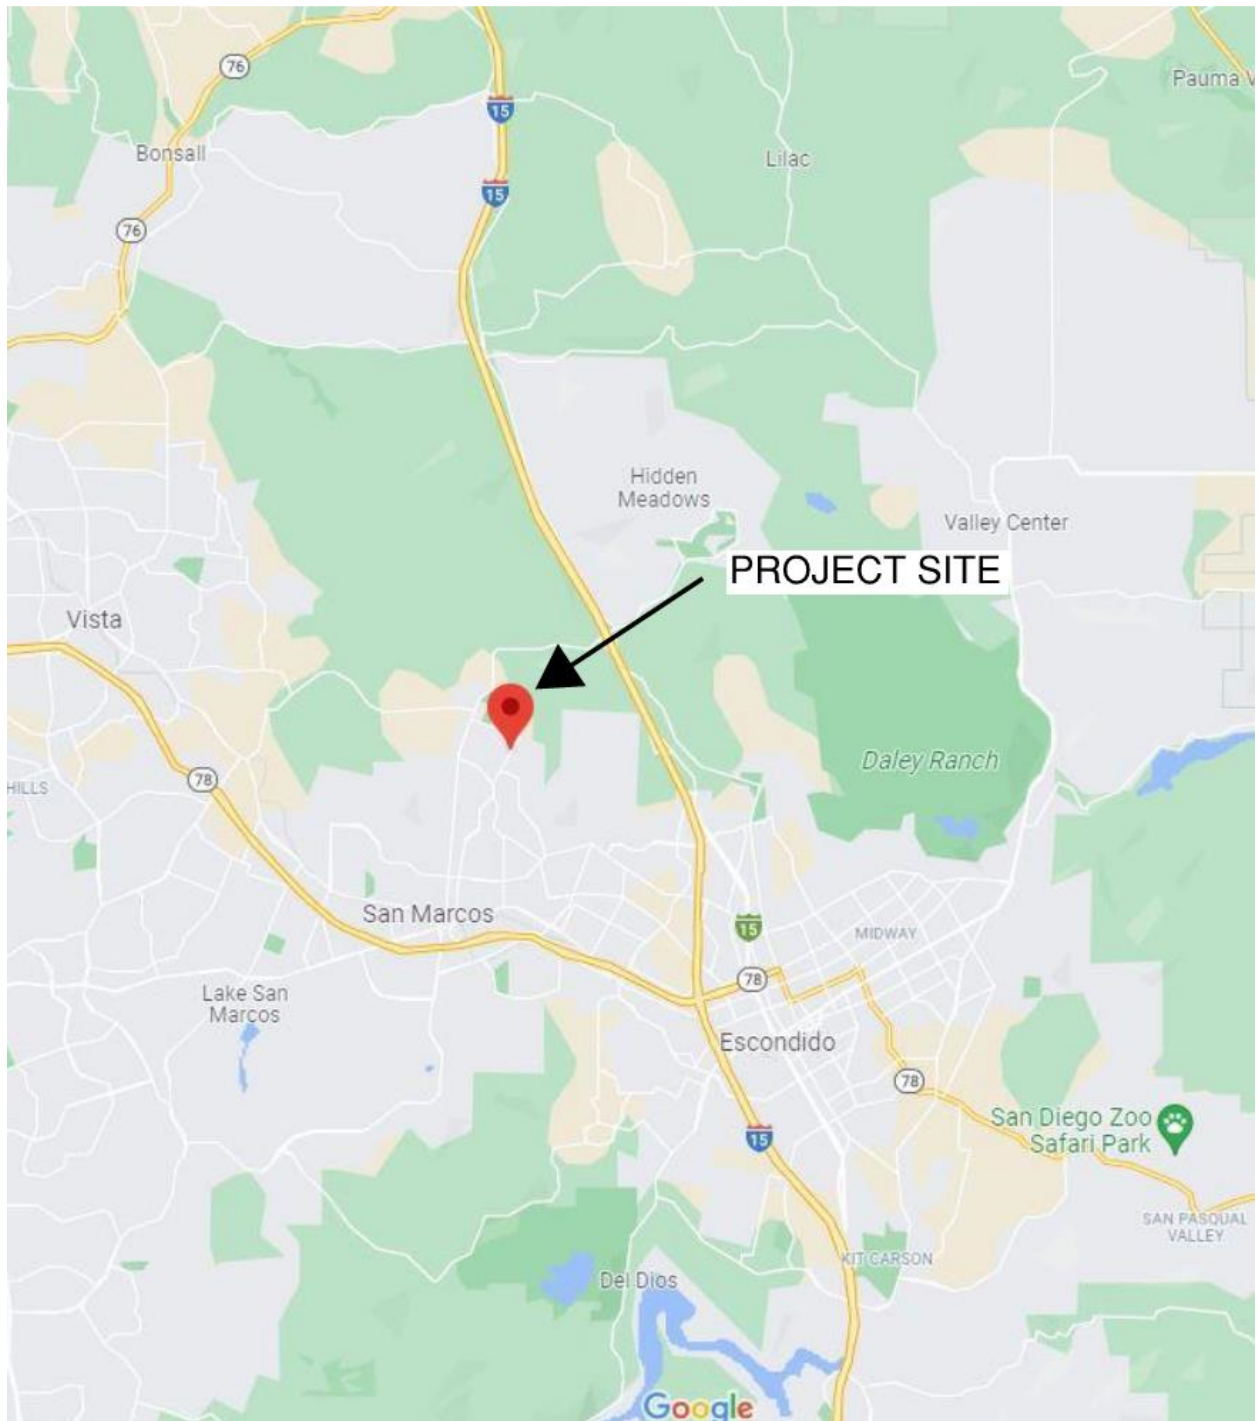 76
Pauma V
15
Bonsall
Lilac
15
76
Hidden
Meadows
Valley Center
PROJECT SITE
Vista
Daley Ranch
78
HILLS
San Marcos
15
MIDWAY
78
Lake San
Marcos
Escondido
78
San Diego Zoo
Safari Park
15
SAN PASQUAL
VALLEY
KIT CARSON
Del Dios
Google